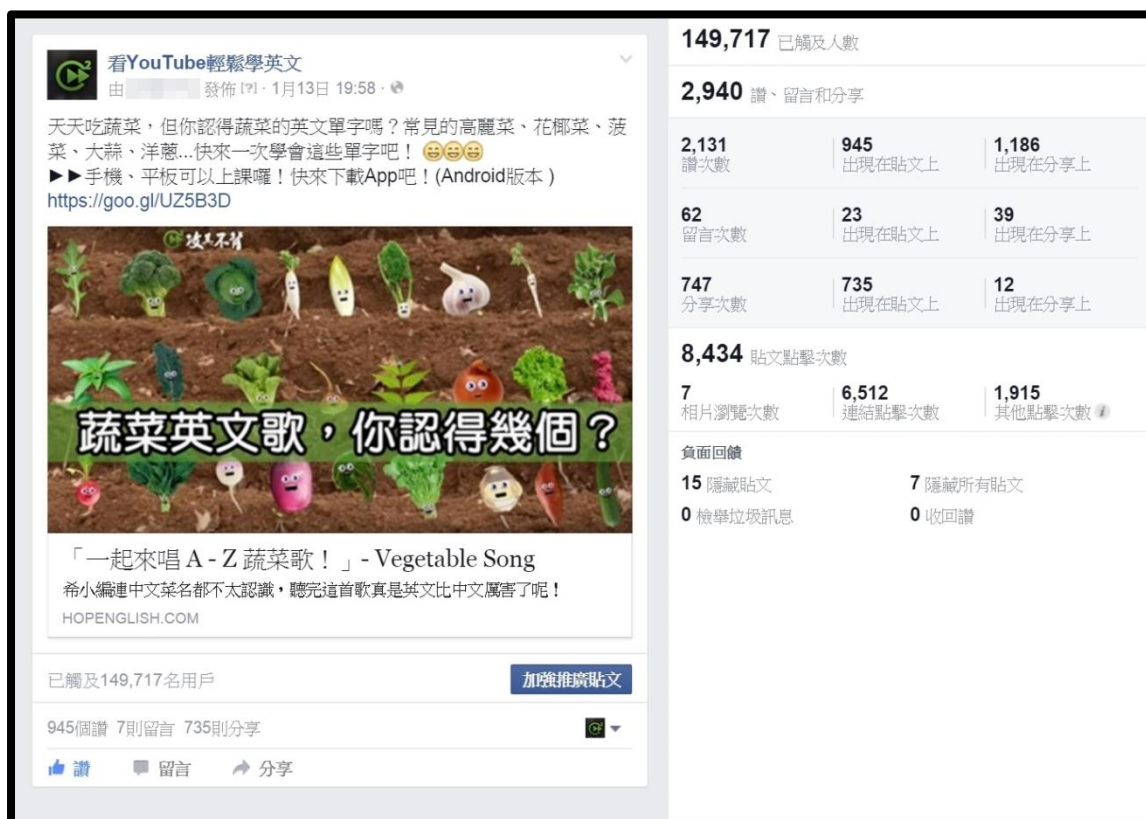 看YouTube輕鬆學英文
由 發佈 [?] · 1月13日 19:58 ·
天天吃蔬菜，但你認得蔬菜的英文單字嗎？常見的高麗菜、花椰菜、菠
菜、大蒜、洋蔥...快來一次學會這些單字吧！😄😄😄
►►手機、平板可以上課囉！快來下載App吧！(Android版本 )
https://goo.gl/UZ5B3D
攻其不背
蔬菜英文歌，你認得幾個？
「一起來唱 A - Z 蔬菜歌！」- Vegetable Song
希小編連中文菜名都不太認識，聽完這首歌真是英文比中文厲害了呢！
HOPENGLISH.COM
已觸及149,717名用戶
加強推廣貼文
945個讚 7則留言 735則分享
讚 留言 分享
149,717 已觸及人數
2,940 讚、留言和分享
2,131 945 1,186
讚次數 出現在貼文上 出現在分享上
62 23 39
留言次數 出現在貼文上 出現在分享上
747 735 12
分享次數 出現在貼文上 出現在分享上
8,434 貼文點擊次數
7 6,512 1,915
相片瀏覽次數 連結點擊次數 其他點擊次數 i
負面回饋
15 隱藏貼文 7 隱藏所有貼文
0 檢舉垃圾訊息 0 收回讚